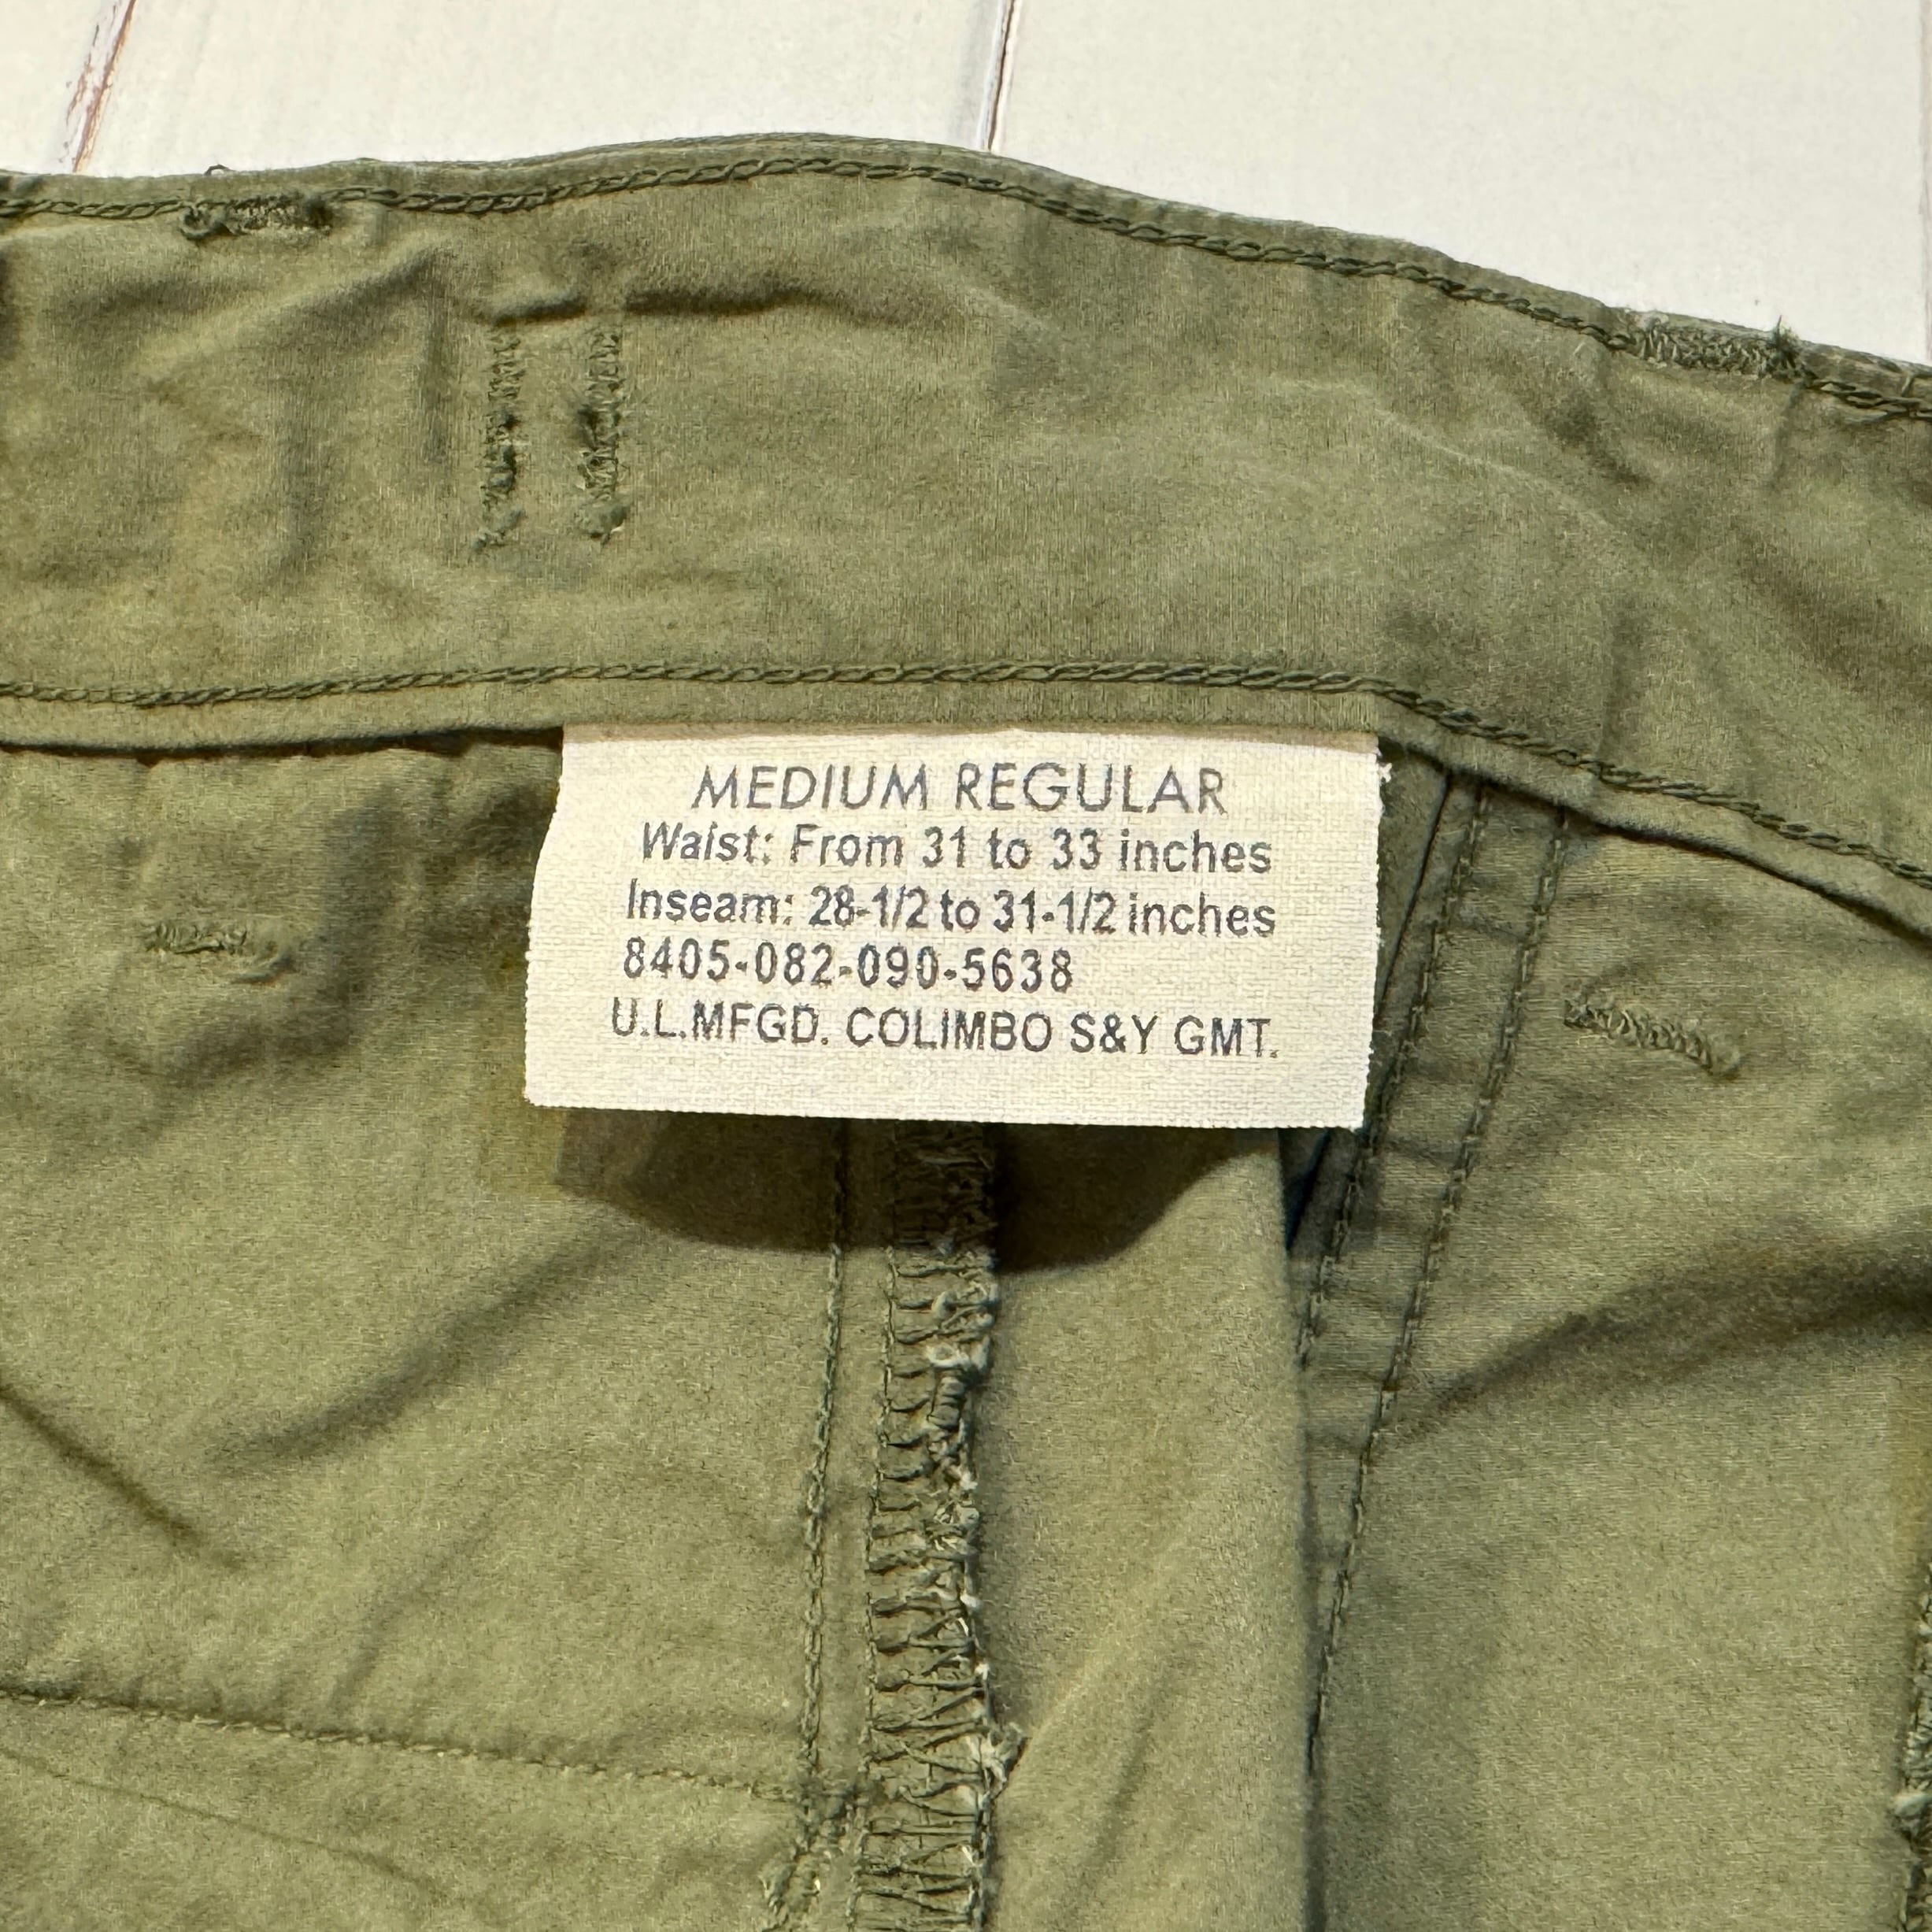 MEDIUM REGULAR
Waist: From 31 to 33 inches
Inseam: 28-1/2 to 31-1/2 inches
8405-082-090-5638
U.L.MFGD. COLIMBO S&Y GMT.